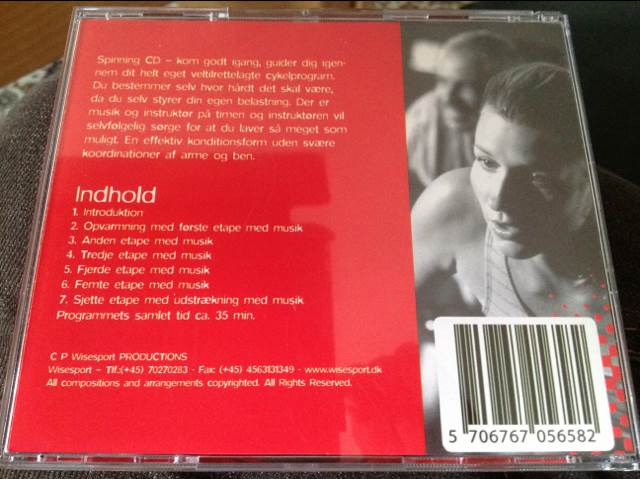 Spinning CD – kom godt igang, guider dig igen-
nem dit helt eget veltilrettelagte cykelprogram.
Du bestemmer selv hvor hårdt det skal være,
da du selv styrer din egen belastning. Der er
musik og instruktør på timen og instruktøren vil
selvfølgelig sørge for at du laver så meget som
muligt. En effektiv konditionsform uden svære
koordinationer af arme og ben.
Indhold
1. Introduktion
2. Opvarmning med første etape med musik
3. Anden etape med musik
4. Tredje etape med musik
5. Fjerde etape med musik
6. Femte etape med musik
7. Sjette etape med udstrækning med musik
Programmets samlet tid ca. 35 min.
C P Wisesport PRODUCTIONS
Wisesport – Tlf.:(+45) 70270283 - Fax: (+45) 4563131349 - www.wisesport.dk
All compositions and arrangements copyrighted. All Rights Reserved.
5 706767 056582